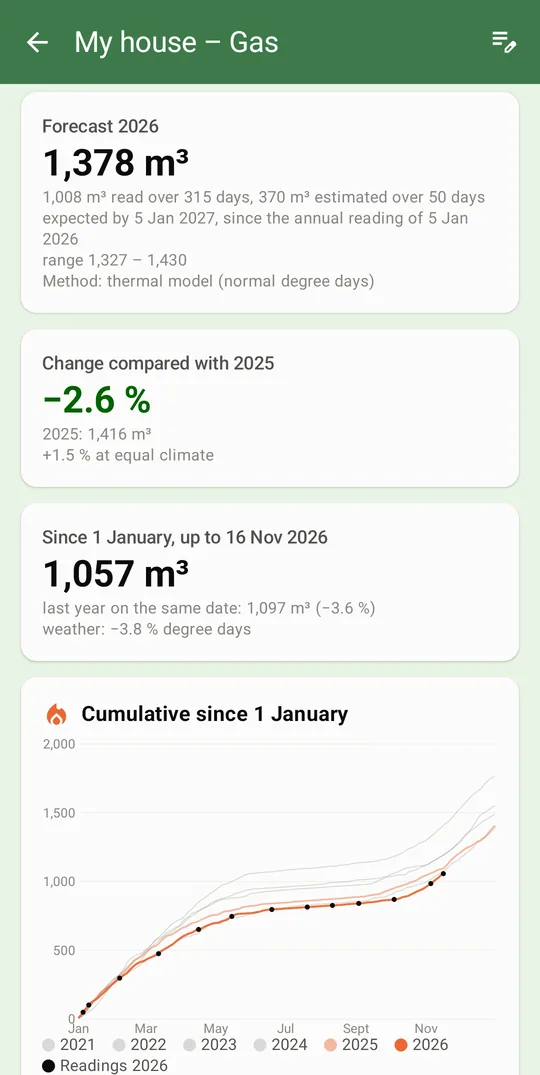 My house – Gas
Forecast 2026
1,378 m³
1,008 m³ read over 315 days, 370 m³ estimated over 50 days
expected by 5 Jan 2027, since the annual reading of 5 Jan
2026
range 1,327 – 1,430
Method: thermal model (normal degree days)
Change compared with 2025
−2.6 %
2025: 1,416 m³
+1.5 % at equal climate
Since 1 January, up to 16 Nov 2026
1,057 m³
last year on the same date: 1,097 m³ (−3.6 %)
weather: −3.8 % degree days
Cumulative since 1 January
2,000
1,500
1,000
500
0
Jan Mar May Jul Sept Nov
2021 2022 2023 2024 2025 2026
Readings 2026